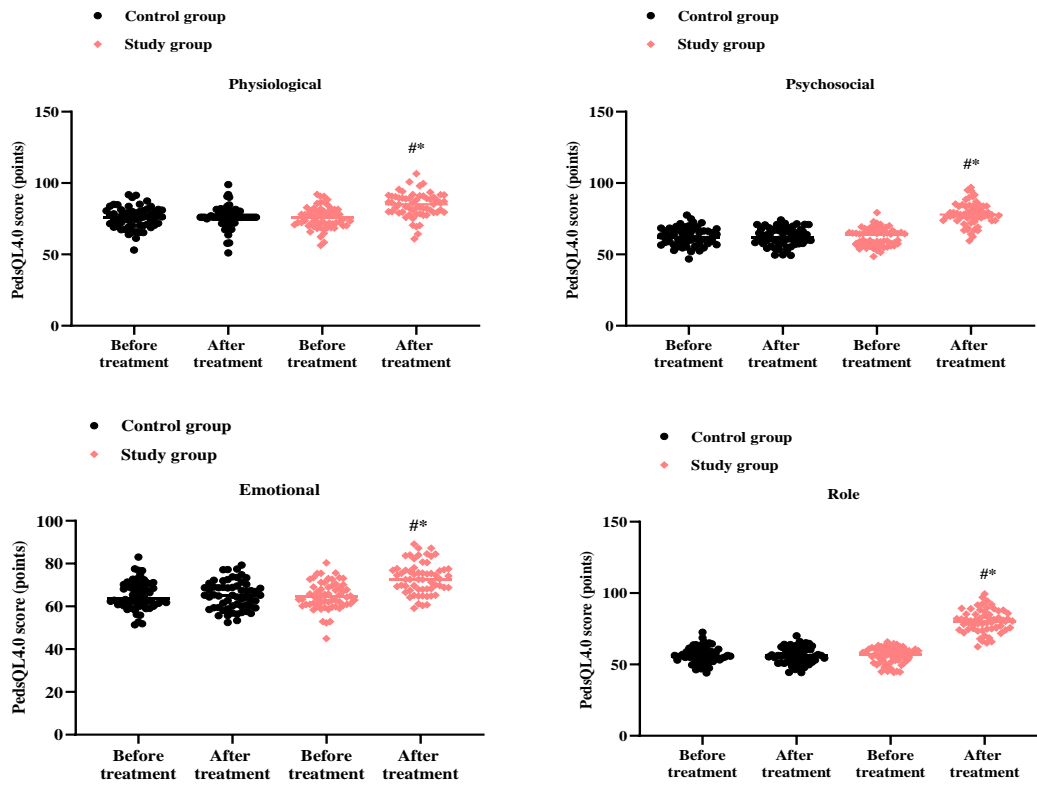 Control group
Study group
Physiological
PedsQL4.0 score (points)
150
100
50
0
#*
Before treatment
After treatment
Before treatment
After treatment
Control group
Study group
Psychosocial
PedsQL4.0 score (points)
150
100
50
0
#*
Before treatment
After treatment
Before treatment
After treatment
Control group
Study group
Emotional
PedsQL4.0 score (points)
100
80
60
40
20
0
#*
Before treatment
After treatment
Before treatment
After treatment
Control group
Study group
Role
PedsQL4.0 score (points)
150
100
50
0
#*
Before treatment
After treatment
Before treatment
After treatment